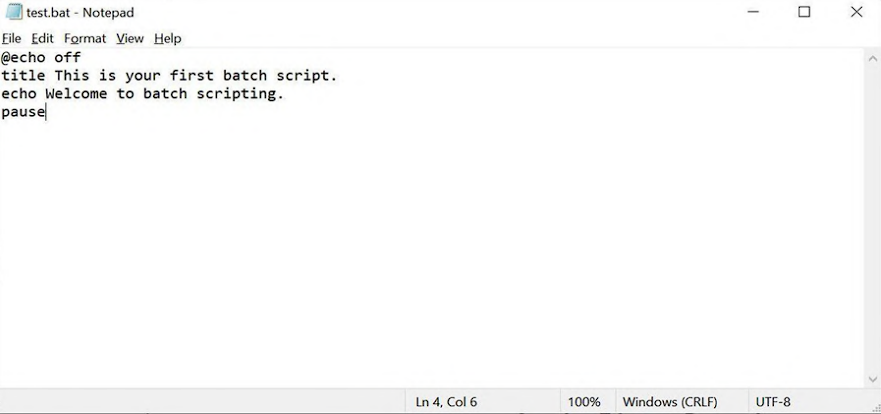 test.bat - Notepad
File Edit Format View Help
@echo off
title This is your first batch script.
echo Welcome to batch scripting.
pause
Ln 4, Col 6 100% Windows (CRLF) UTF-8